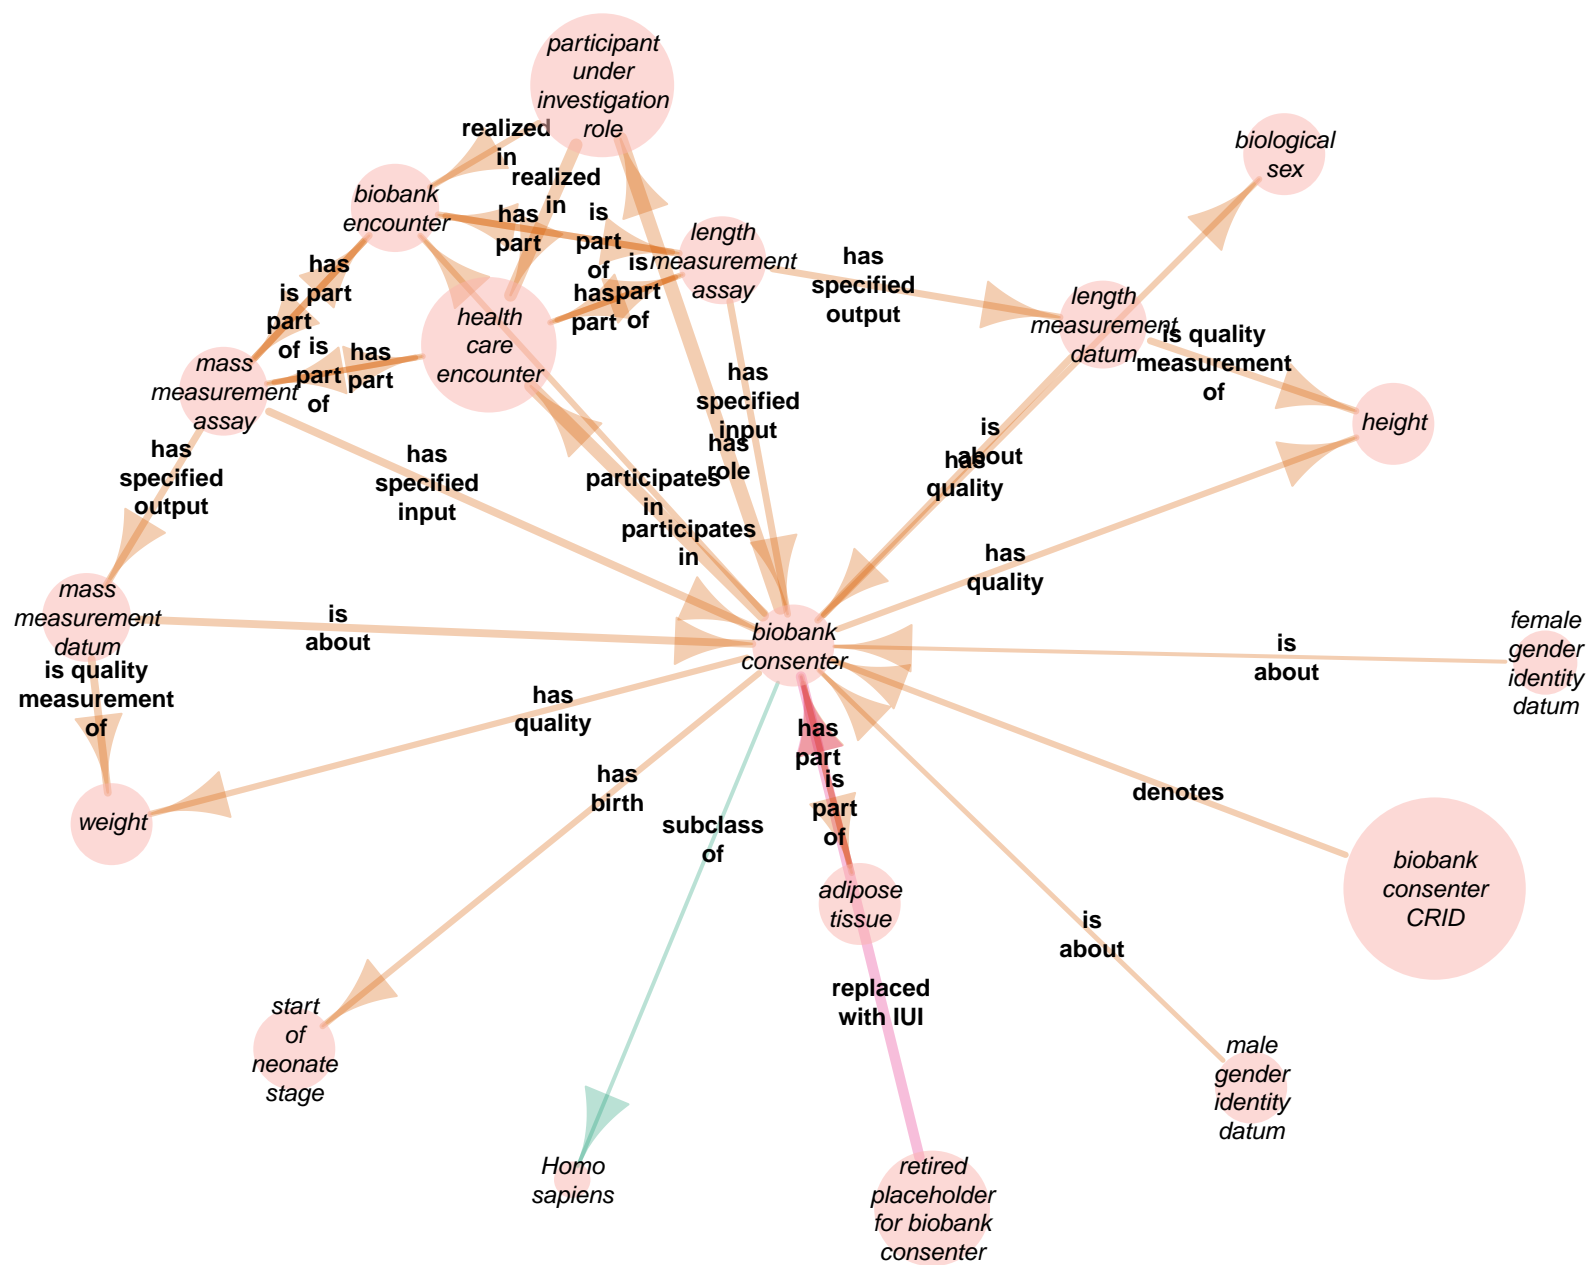 participant
under
investigation
role
realized
in
biological
sex
realized
in
biobank
encounter
has
part
is
part
of
length
measurement
assay
has
specified
output
length
measurement
datum
is quality
measurement
of
height
has
part
is
part
of
has
part
is
part
of
health
care
encounter
is
part
of
has
part
mass
measurement
assay
has
specified
input
has
role
is
about
has
quality
has
specified
output
has
specified
input
participates
in
participates
in
has
quality
mass
measurement
datum
is
about
biobank
consenter
is
about
female
gender
identity
datum
is quality
measurement
of
has
quality
has
part
is
part
of
weight
has
birth
subclass
of
denotes
biobank
consenter
CRID
adipose
tissue
is
about
replaced
with IUI
start
of
neonate
stage
male
gender
identity
datum
Homo
sapiens
retired
placeholder
for biobank
consenter